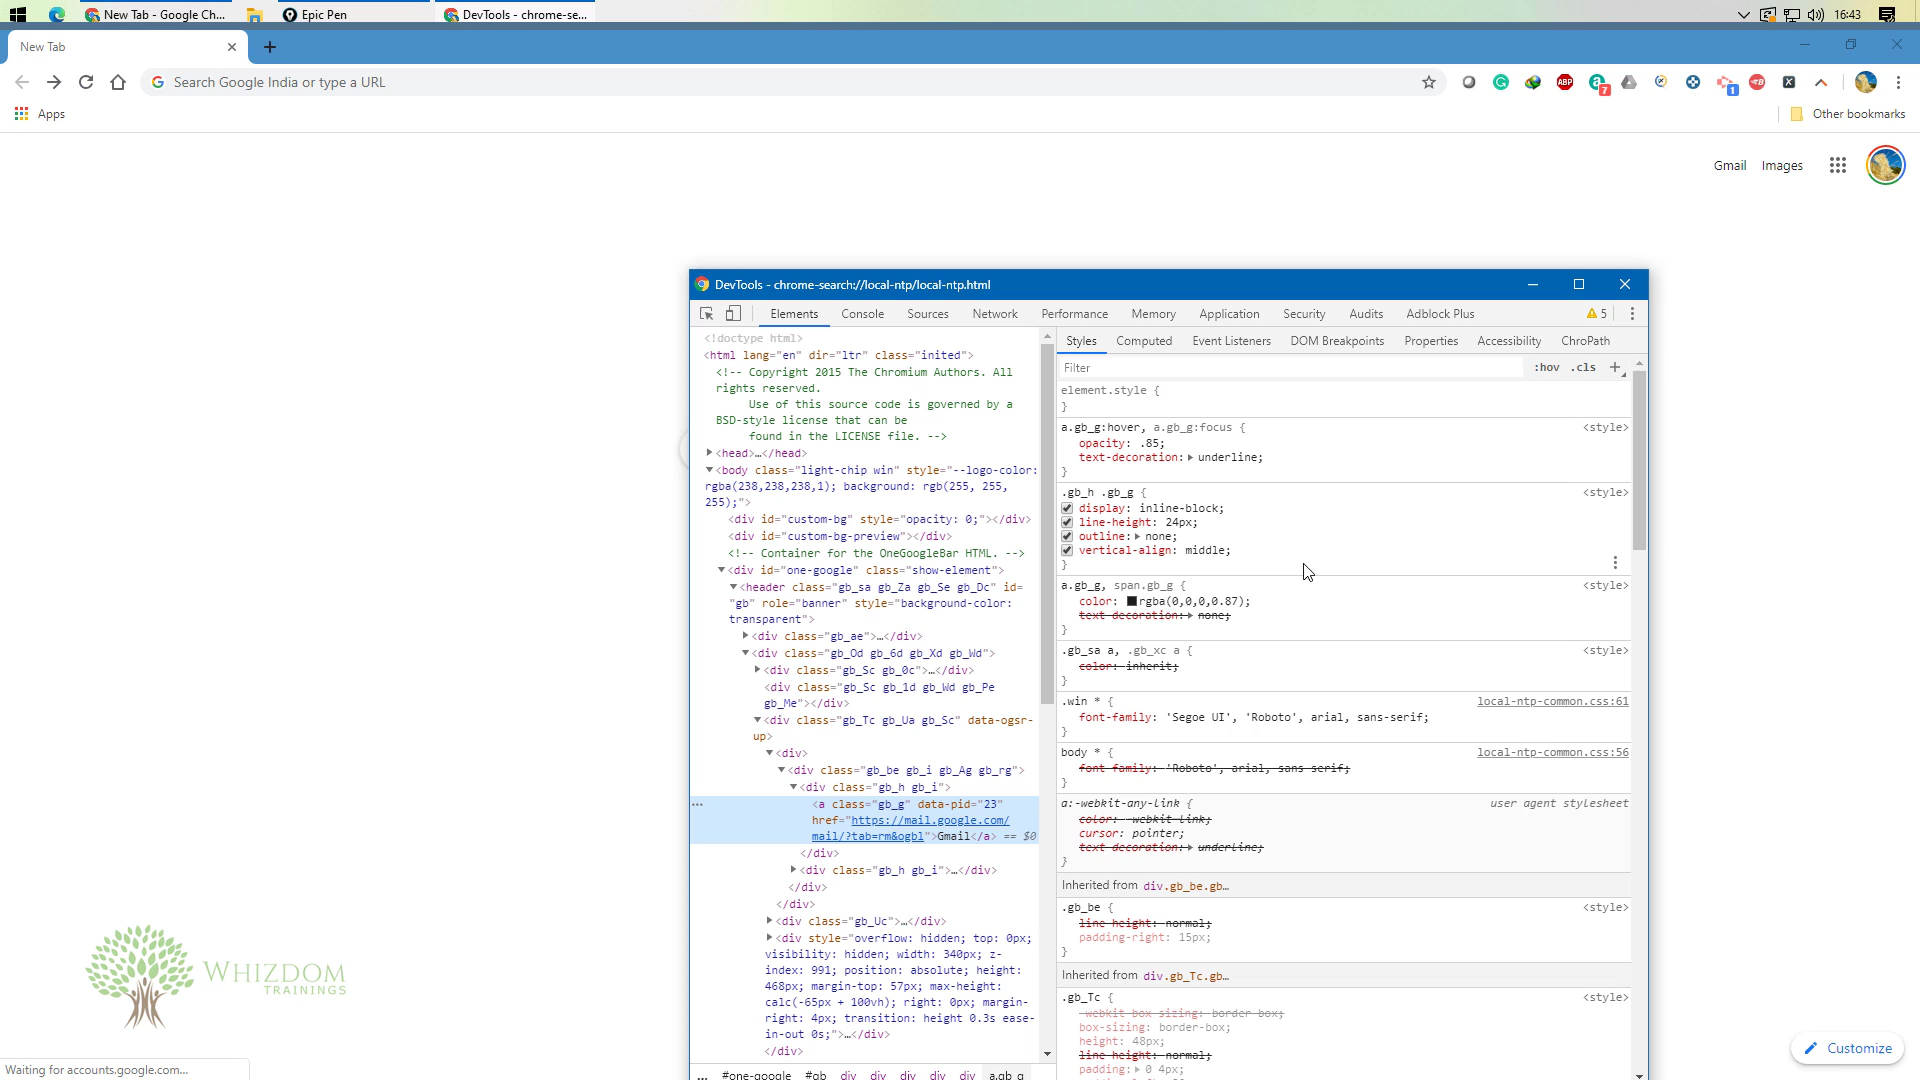 New Tab - Google Ch...
Epic Pen
DevTools - chrome-se...
16:43
New Tab
Search Google India or type a URL
ABP
7
1
Apps
Other bookmarks
Gmail Images
DevTools - chrome-search://local-ntp/local-ntp.html
Elements Console Sources Network Performance Memory Application Security Audits Adblock Plus 5
<!doctype html>
<html lang="en" dir="ltr" class="inited">
<!-- Copyright 2015 The Chromium Authors. All
rights reserved.
Use of this source code is governed by a
BSD-style license that can be
found in the LICENSE file. -->
<head>…</head>
<body class="light-chip win" style="--logo-color:
rgba(238,238,238,1); background: rgb(255, 255,
255);">
<div id="custom-bg" style="opacity: 0;"></div>
<div id="custom-bg-preview"></div>
<!-- Container for the OneGoogleBar HTML. -->
<div id="one-google" class="show-element">
<header class="gb_sa gb_Za gb_Se gb_Dc" id=
"gb" role="banner" style="background-color:
transparent">
<div class="gb_ae">…</div>
<div class="gb_Od gb_6d gb_Xd gb_Wd">
<div class="gb_Sc gb_0c">…</div>
<div class="gb_Sc gb_1d gb_Wd gb_Pe
gb_Me"></div>
<div class="gb_Tc gb_Ua gb_Sc" data-ogsr-
up>
<div>
<div class="gb_be gb_i gb_Ag gb_rg">
<div class="gb_h gb_i">
<a class="gb_g" data-pid="23"
href="https://mail.google.com/
mail/?tab=rm&ogbl">Gmail</a> == $0
</div>
<div class="gb_h gb_i">…</div>
</div>
</div>
<div class="gb_Uc">…</div>
<div style="overflow: hidden; top: 0px;
visibility: hidden; width: 340px; z-
index: 991; position: absolute; height:
468px; margin-top: 57px; max-height:
calc(-65px + 100vh); right: 0px; margin-
right: 4px; transition: height 0.3s ease-
in-out 0s;">…</div>
</div>
... #one-google #gb div div div div div a.gb_g
Styles Computed Event Listeners DOM Breakpoints Properties Accessibility ChroPath
Filter :hov .cls +
element.style {
}
a.gb_g:hover, a.gb_g:focus { <style>
opacity: .85;
text-decoration: underline;
}
.gb_h .gb_g { <style>
display: inline-block;
line-height: 24px;
outline: none;
vertical-align: middle;
}
a.gb_g, span.gb_g { <style>
color: rgba(0,0,0,0.87);
text-decoration: none;
}
.gb_sa a, .gb_xc a { <style>
color: inherit;
}
.win * { local-ntp-common.css:61
font-family: 'Segoe UI', 'Roboto', arial, sans-serif;
}
body * { local-ntp-common.css:56
font-family: 'Roboto', arial, sans-serif;
}
a:-webkit-any-link { user agent stylesheet
color: -webkit-link;
cursor: pointer;
text-decoration: underline;
}
Inherited from div.gb_be.gb…
.gb_be { <style>
line-height: normal;
padding-right: 15px;
}
Inherited from div.gb_Tc.gb…
.gb_Tc { <style>
-webkit-box-sizing: border-box;
box-sizing: border-box;
height: 48px;
line-height: normal;
padding: 0 4px;
WHIZDOM
TRAININGS
Customize
Waiting for accounts.google.com...